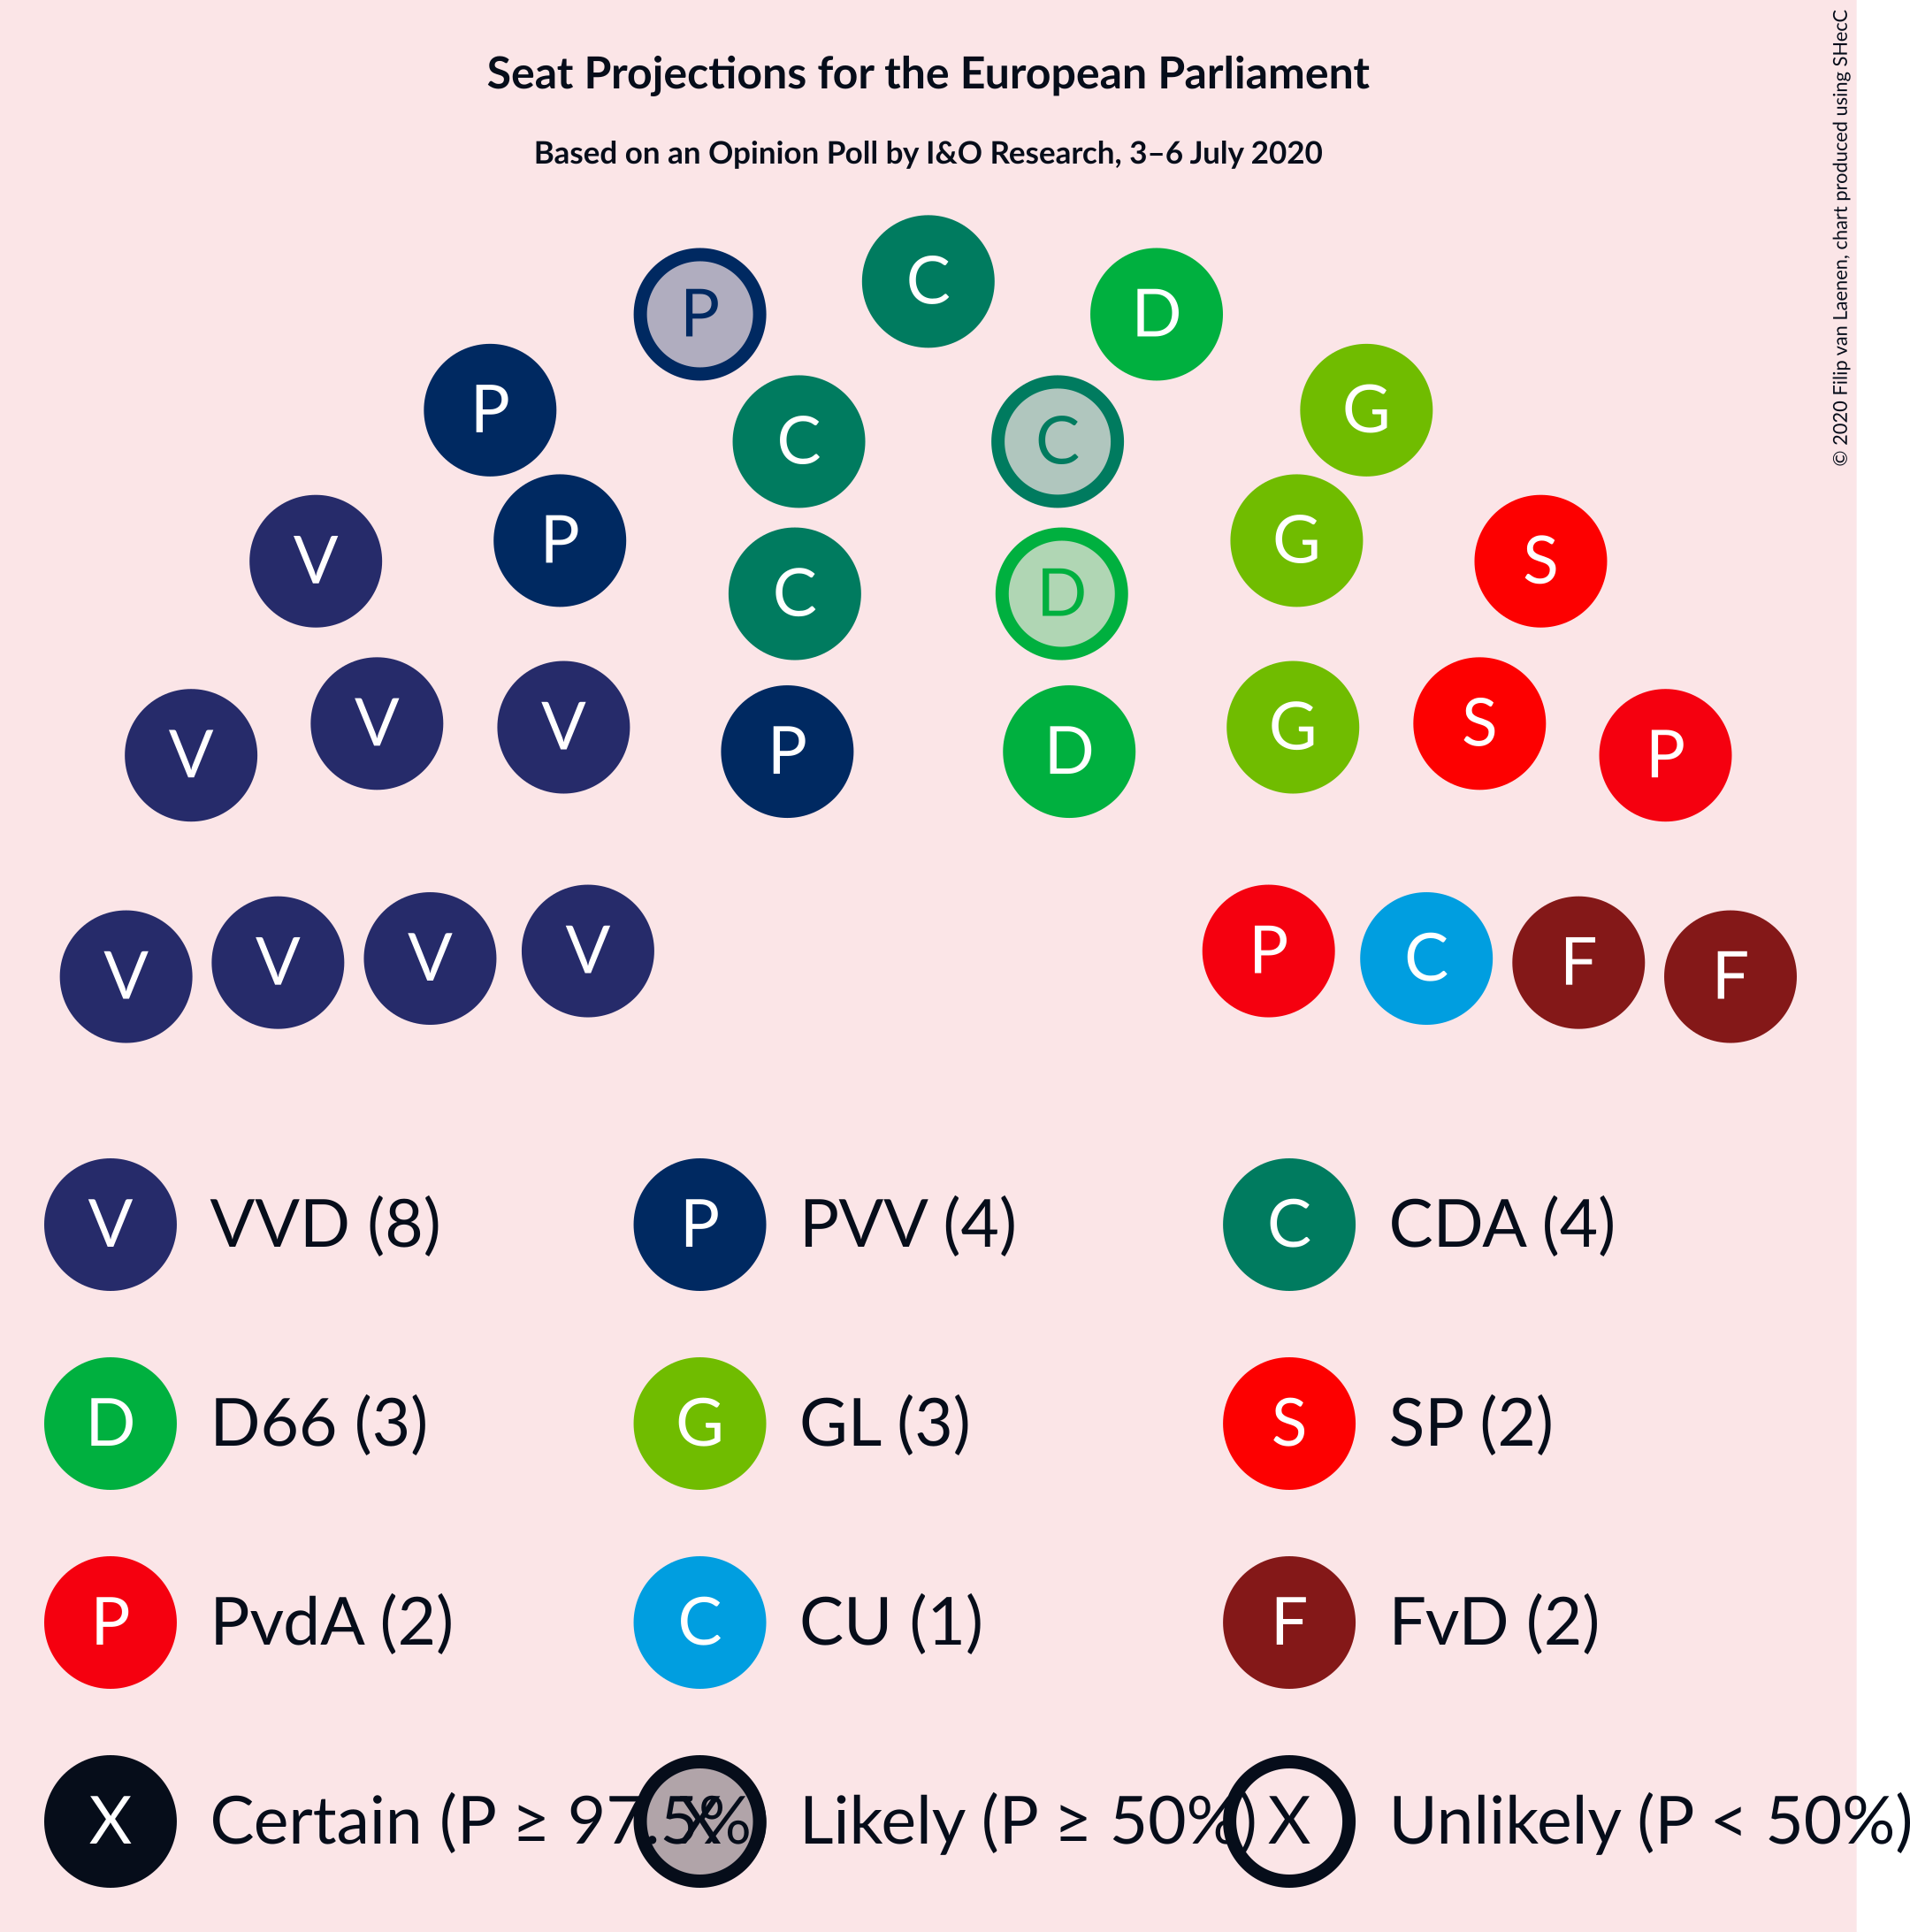 Seat Projections for the European Parliament
Based on an Opinion Poll by I&O Research, 3–6 July 2020
© 2020 Filip van Laenen, chart produced using SHecC
C
P D
P G
C C
P G
V S
C D
V V G S
P D
V P
V P
V V C F
V F
V VVD (8) P PVV (4) C CDA (4)
D D66 (3) G GL (3) S SP (2)
P PvdA (2) C CU (1) F FvD (2)
X Certain (P ≥ 97.5%) X Likely (P ≥ 50%) X Unlikely (P < 50%)